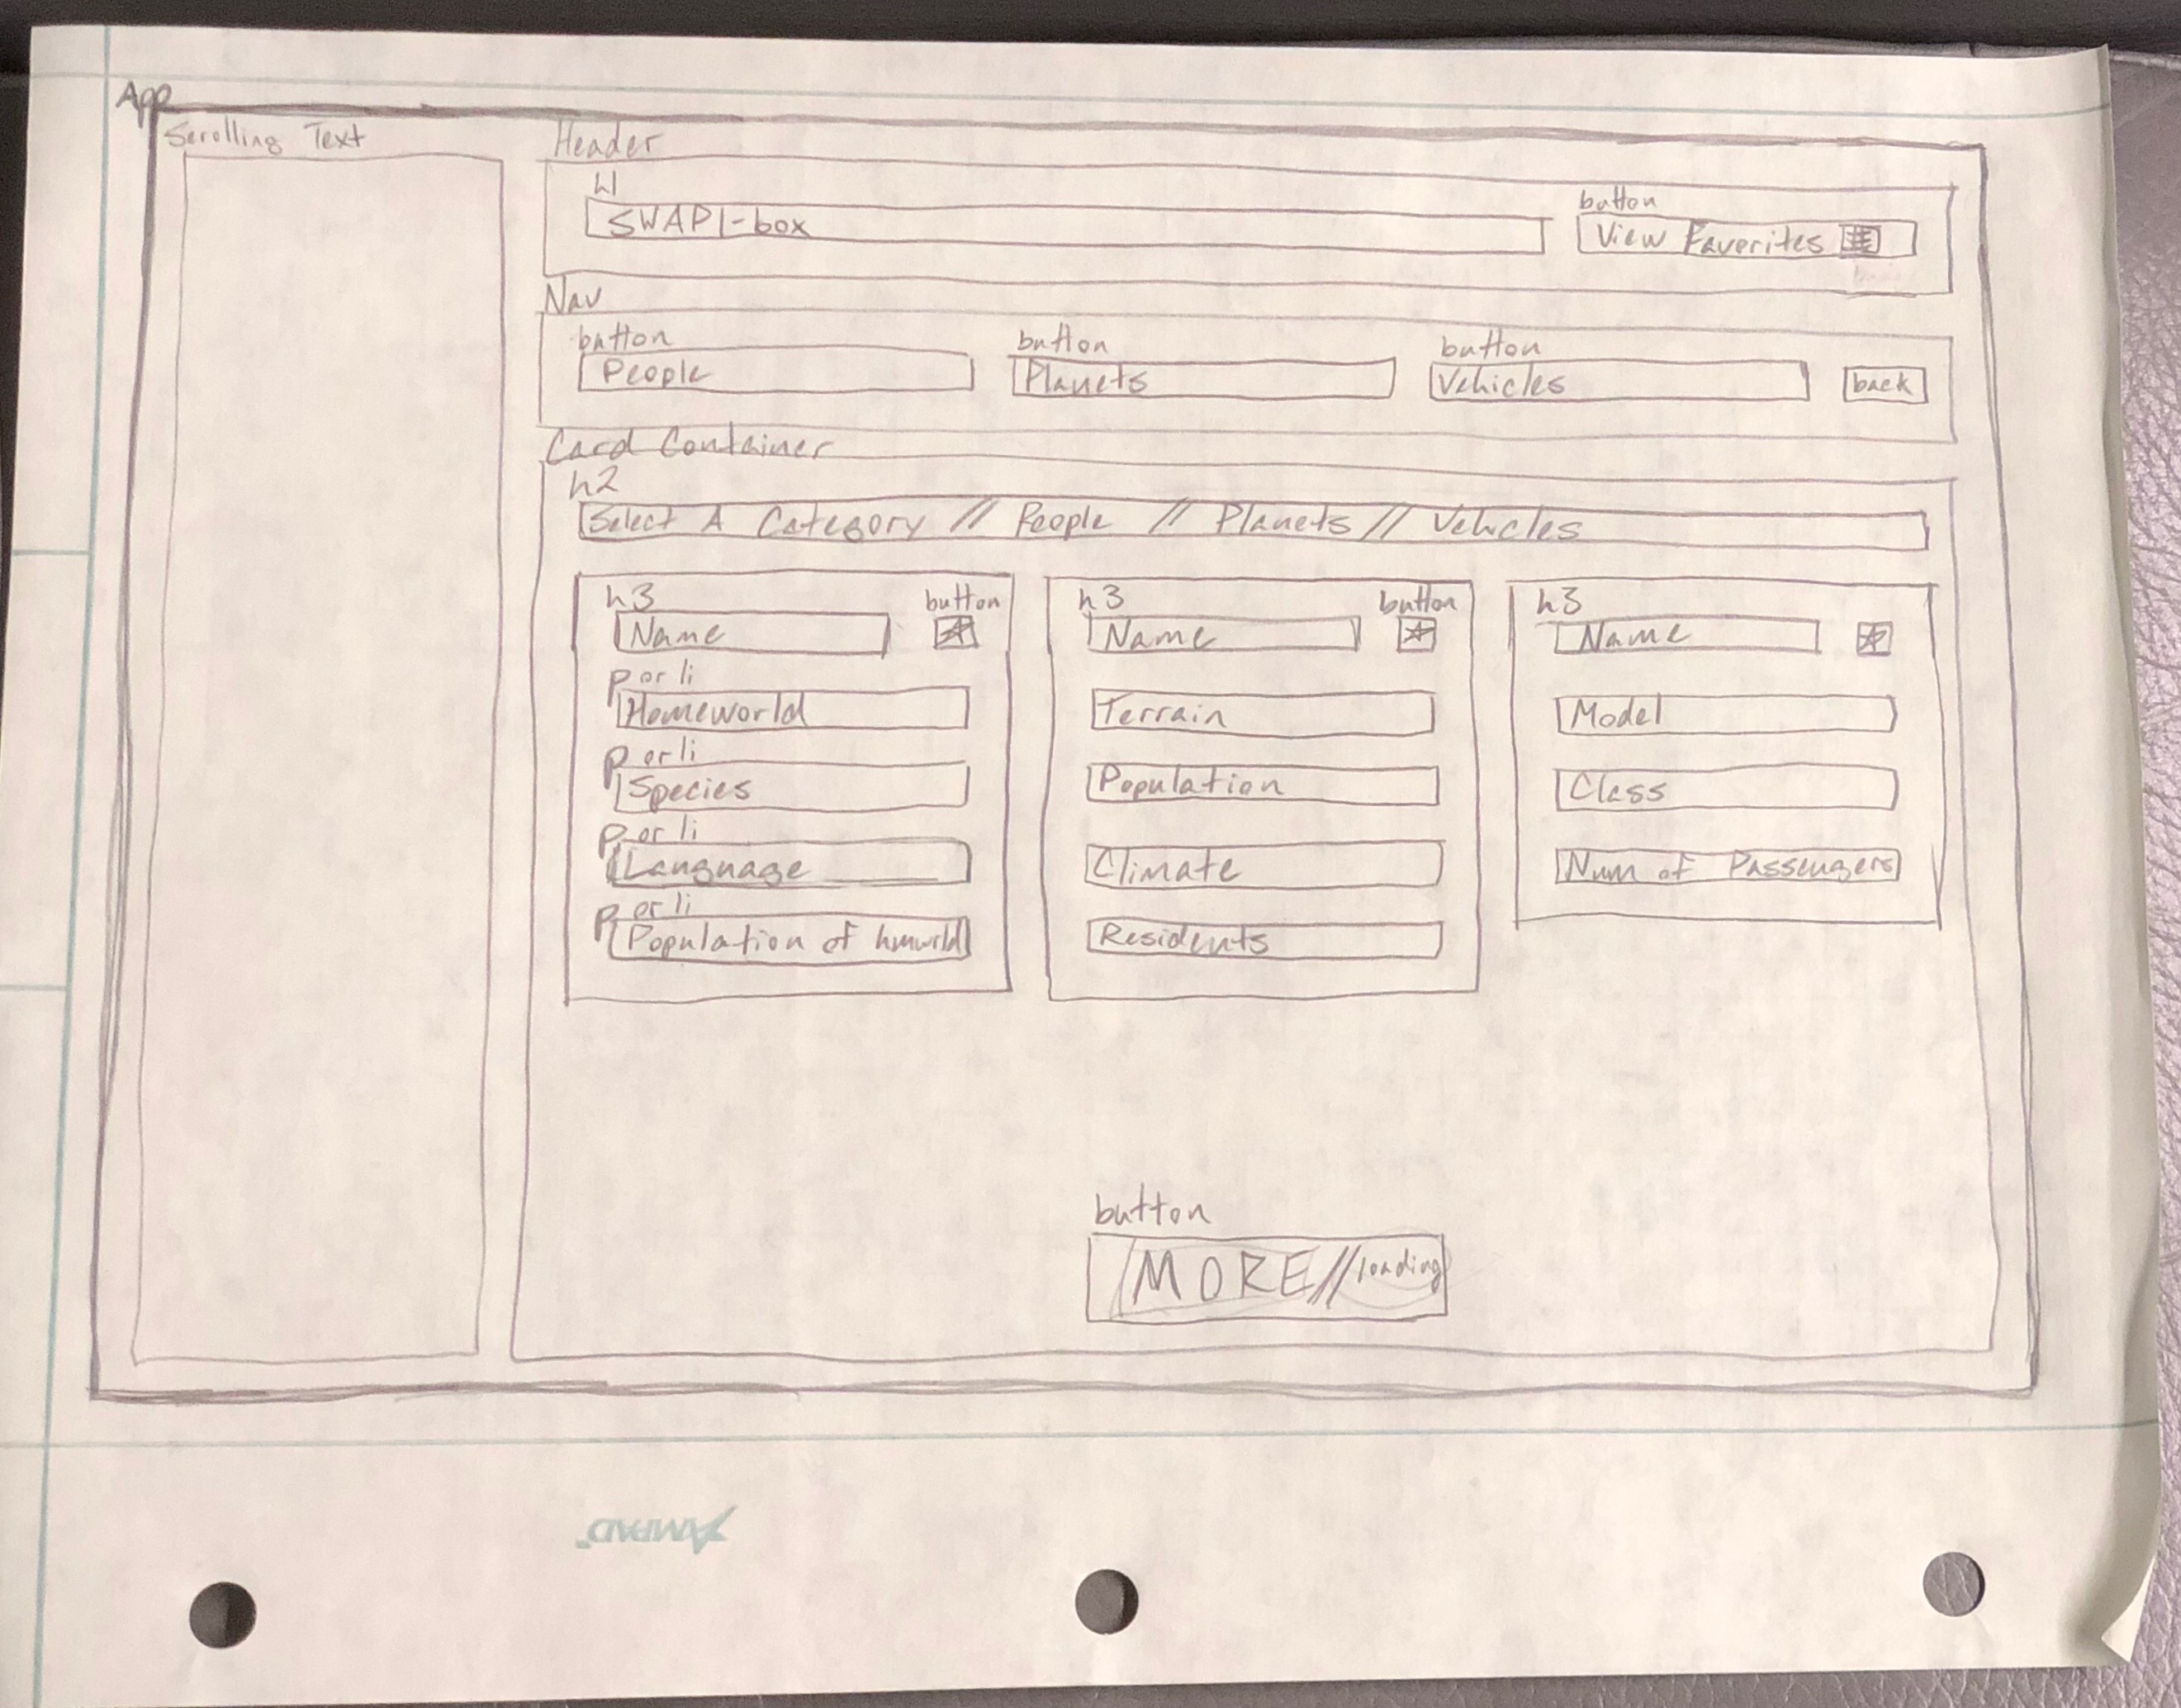 App
Scrolling Text
Header
h1
SWAPI-box
button
View Favorites
Nav
button
People
button
Planets
button
Vehicles
back
Card Container
h2
Select A Category // People // Planets // Vehicles
h3
Name
button
p or li
Homeworld
p or li
Species
p or li
Language
p or li
Population of hmwrld
h3
Name
button
Terrain
Population
Climate
Residents
h3
Name
Model
Class
Num of Passengers
button
MORE // loading
AMPAD